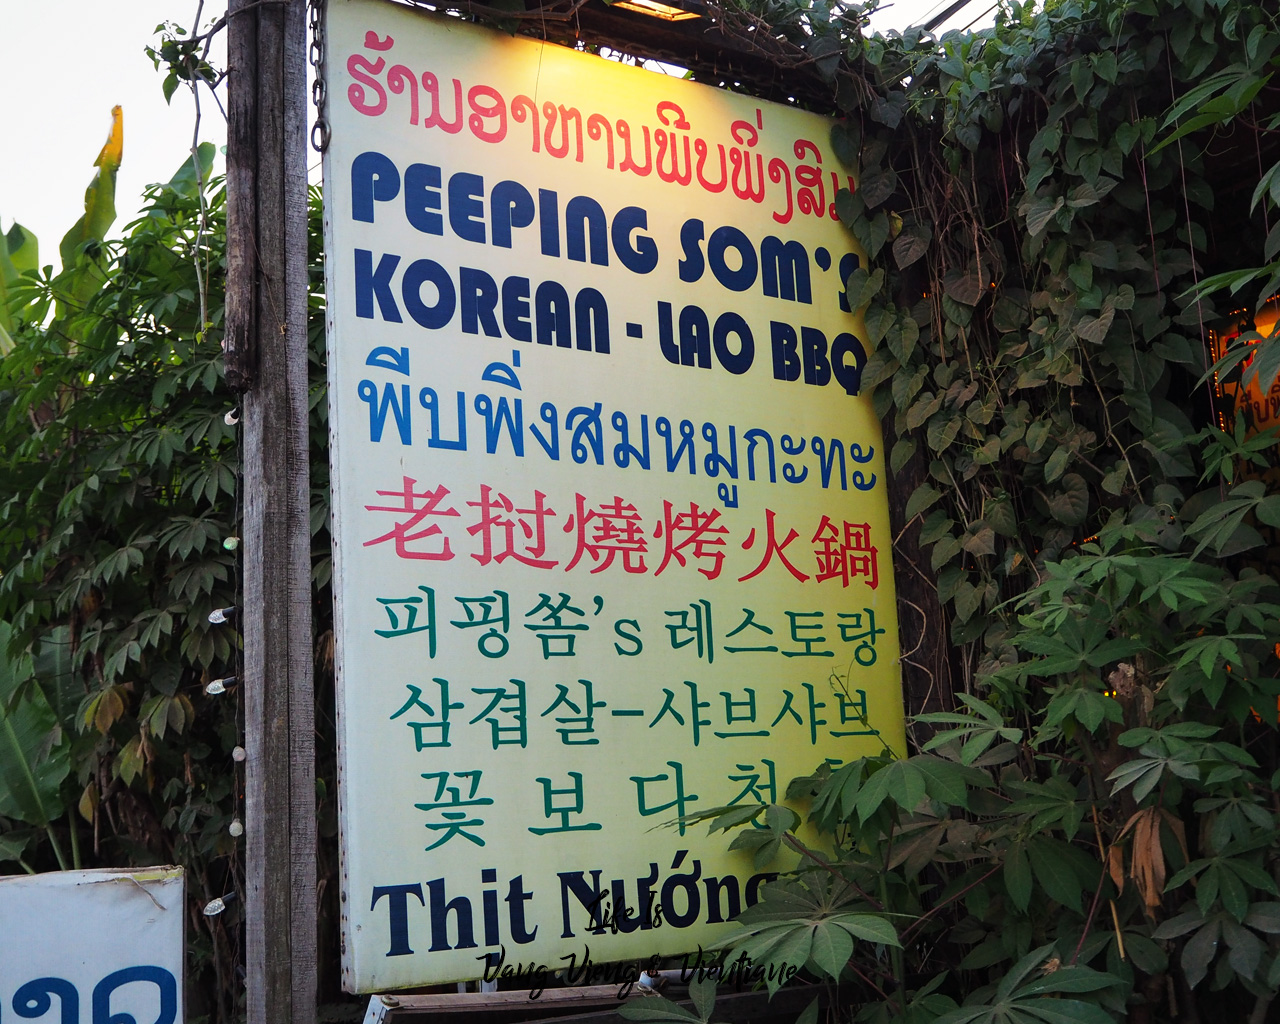 ຮ້ານອາຫານພີບພິ່ງສົມ
PEEPING SOM'S
KOREAN - LAO BBQ
พีบพิ่งสมหมูกะทะ
老挝燒烤火鍋
피핑쏨's 레스토랑
삼겹살-샤브샤브
꽃 보 다 청
Thit Nướng
Life Is
Vang Vieng & Vientiane